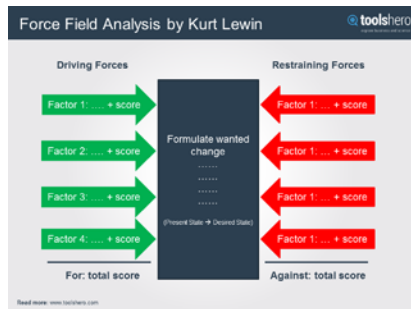 Force Field Analysis by Kurt Lewin
toolshero
Driving Forces
Restraining Forces
Factor 1: .... + score
Factor 2: .... + score
Factor 3: .... + score
Factor 4: .... + score
Formulate wanted
change
......
......
......
......
(Present State → Desired State)
Factor 1: ... + score
Factor 1: ... + score
Factor 1: ... + score
Factor 1: ... + score
For: total score
Against: total score
Read more: www.toolshero.com